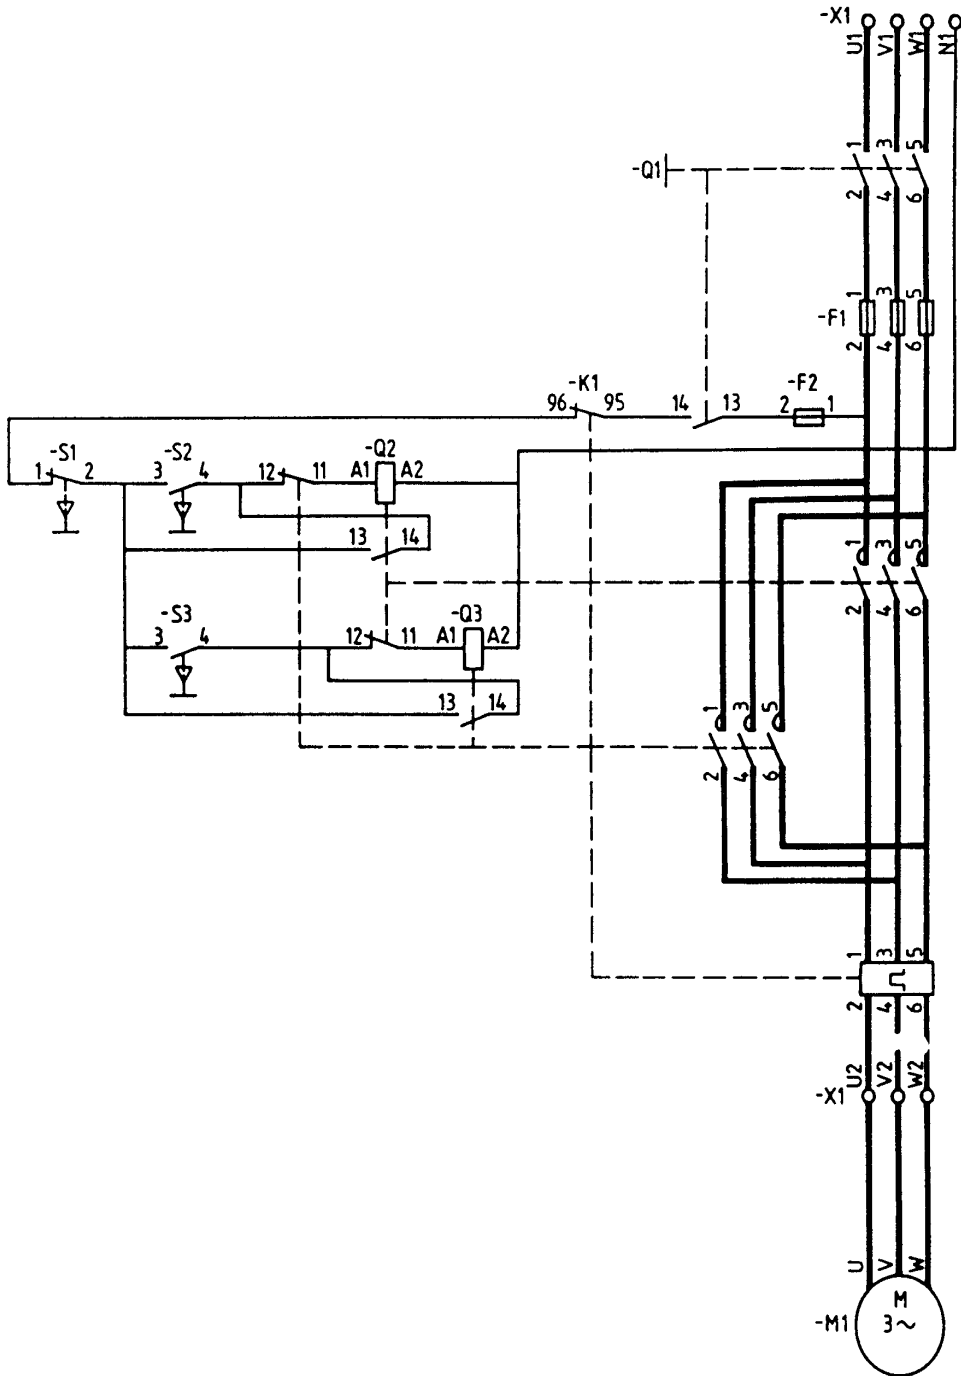 -X1
U1 V1 W1 N1
1 3 5
-Q1
2 4 6
1 3 5
-F1
2 4 6
-K1 -F2
96 95 14 13 2 1
-S1 -S2 -Q2
1 2 3 4 12 11 A1 A2
13 14
1 3 5
2 4 6
-S3 -Q3
3 4 12 11 A1 A2
13 14
1 3 5
2 4 6
1 3 5
2 4 6
U2 V2 W2
-X1
U V W
M
-M1 3~